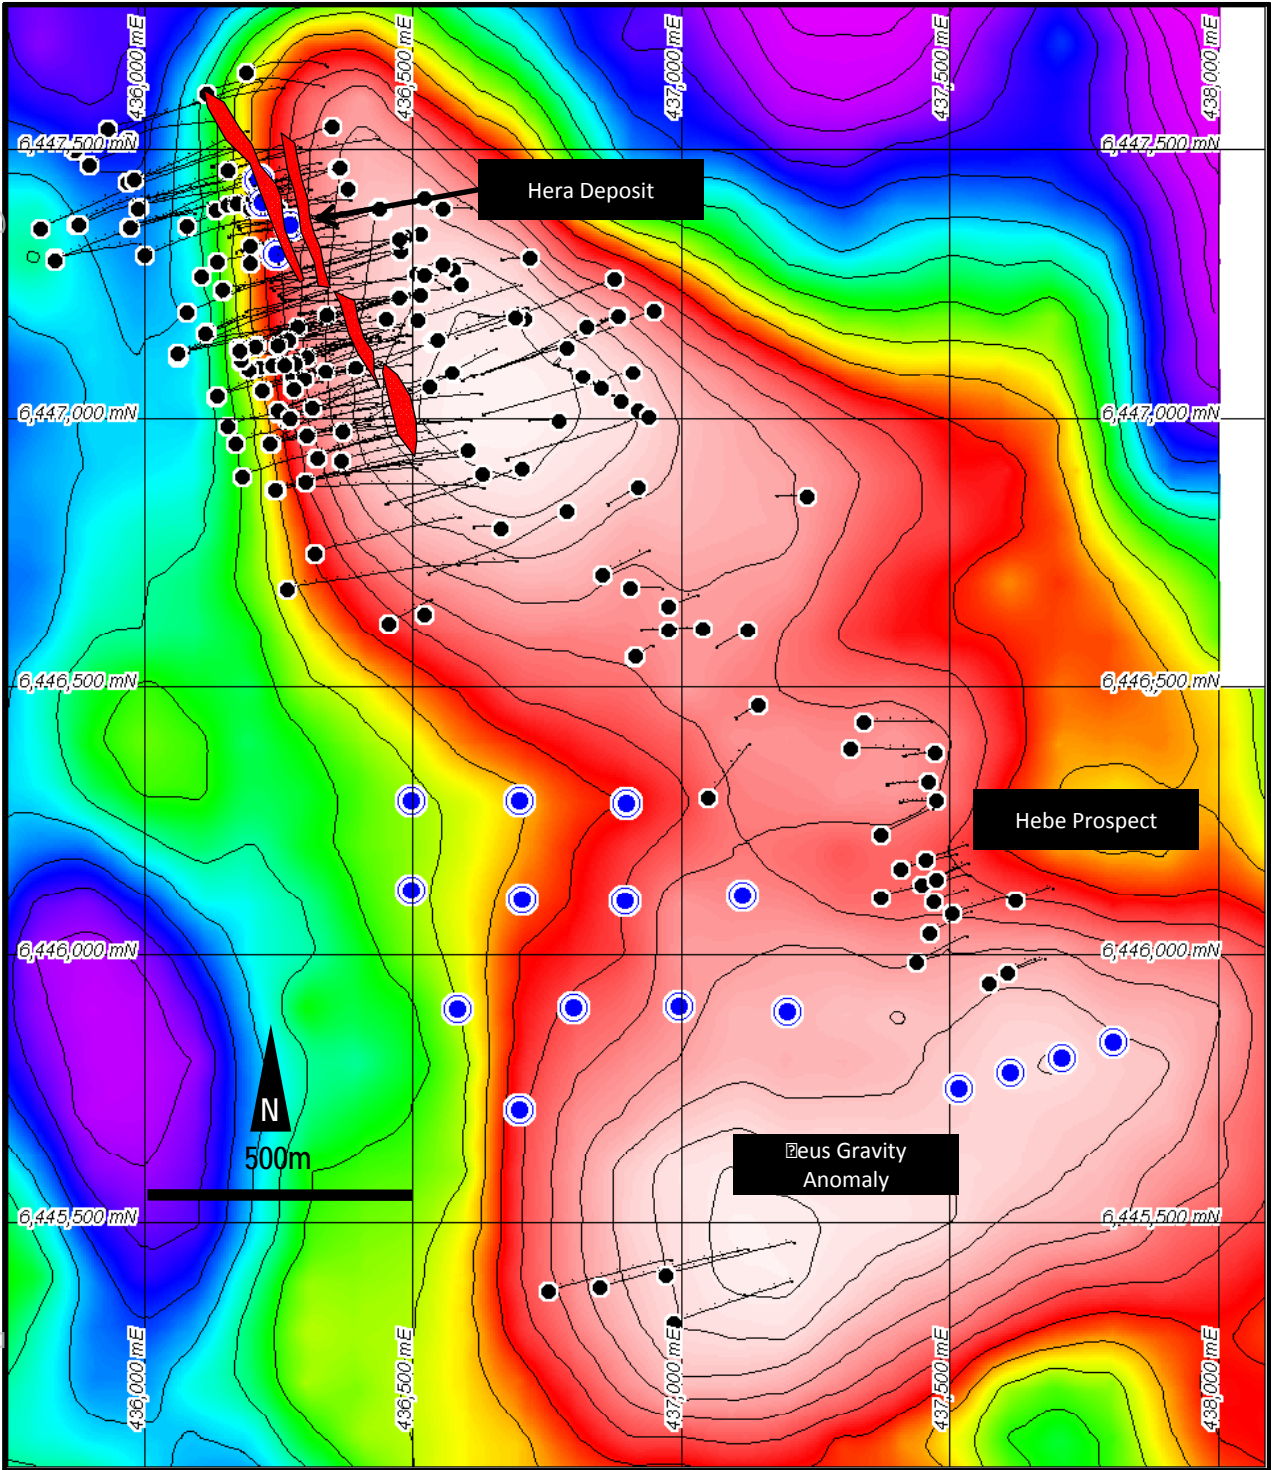 436,000 mE
436,500 mE
437,000 mE
437,500 mE
438,000 mE
6,447,500 mN
6,447,500 mN
Hera Deposit
6,447,000 mN
6,447,000 mN
6,446,500 mN
6,446,500 mN
Hebe Prospect
6,446,000 mN
6,446,000 mN
N
500m
eus Gravity
Anomaly
6,445,500 mN
6,445,500 mN
436,000 mE
436,500 mE
437,000 mE
437,500 mE
438,000 mE